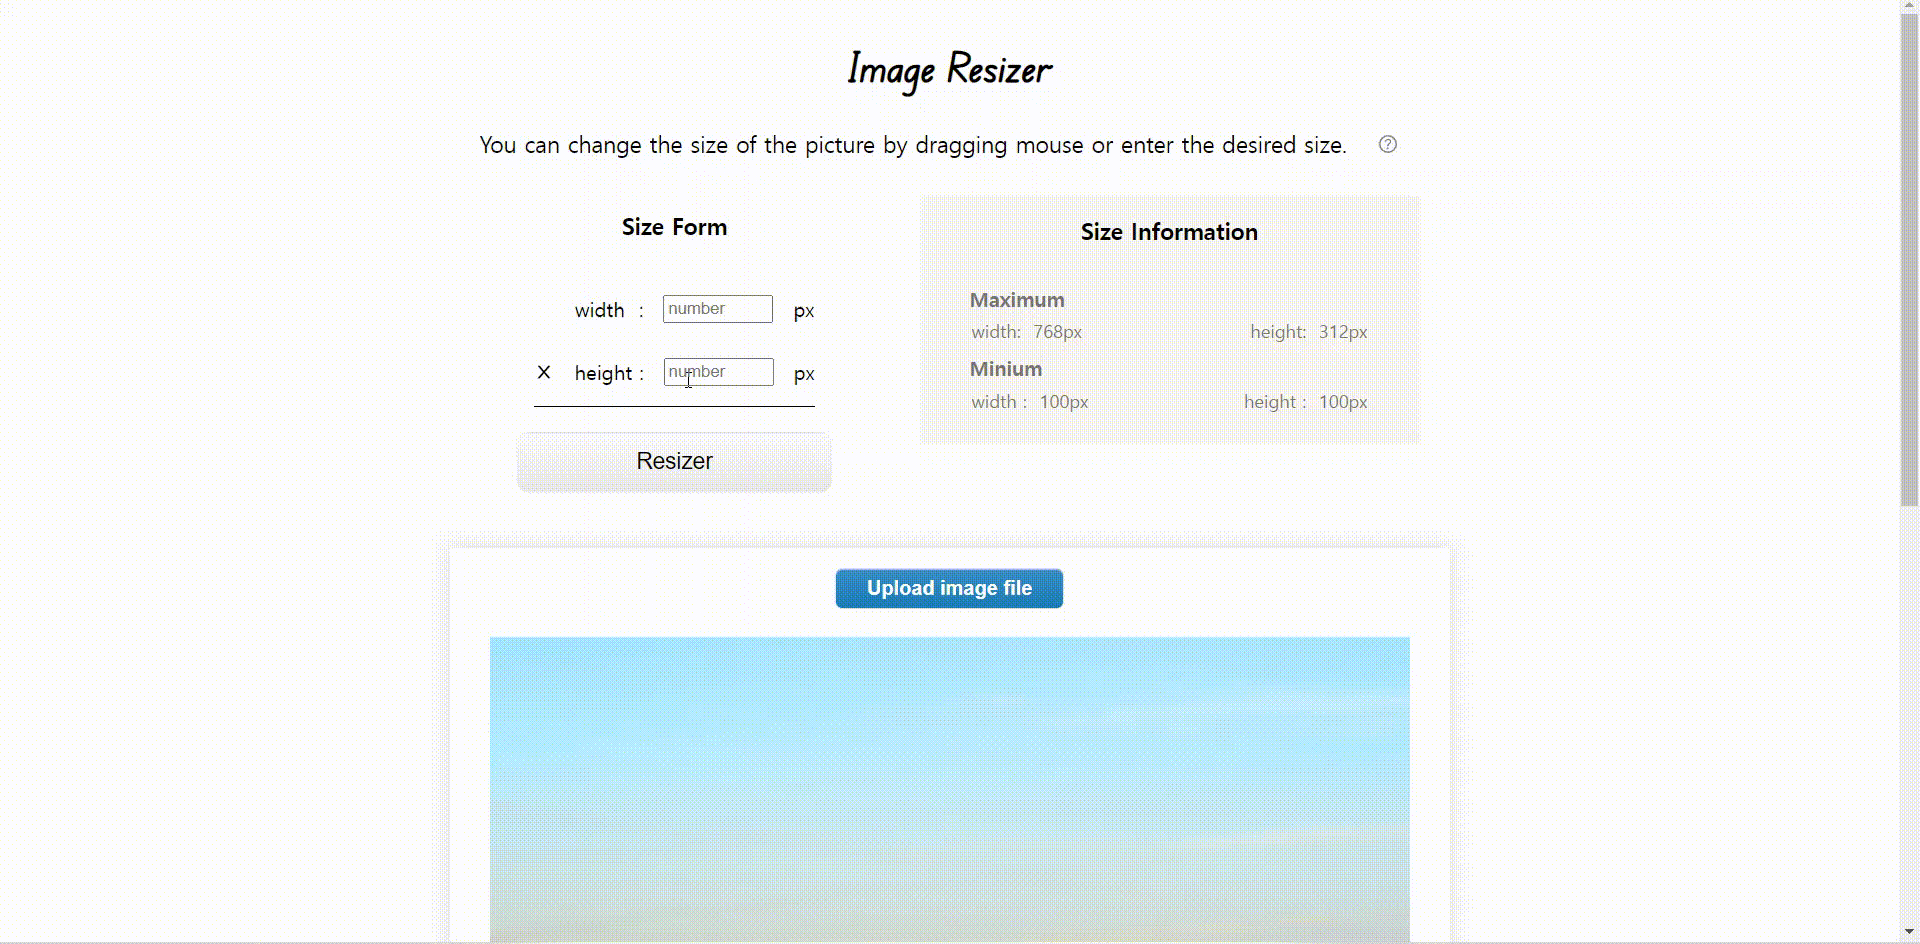 Image Resizer
You can change the size of the picture by dragging mouse or enter the desired size. ?
Size Form
width : number px
X height : number px
Resizer
Size Information
Maximum
width: 768px height: 312px
Minium
width : 100px height : 100px
Upload image file